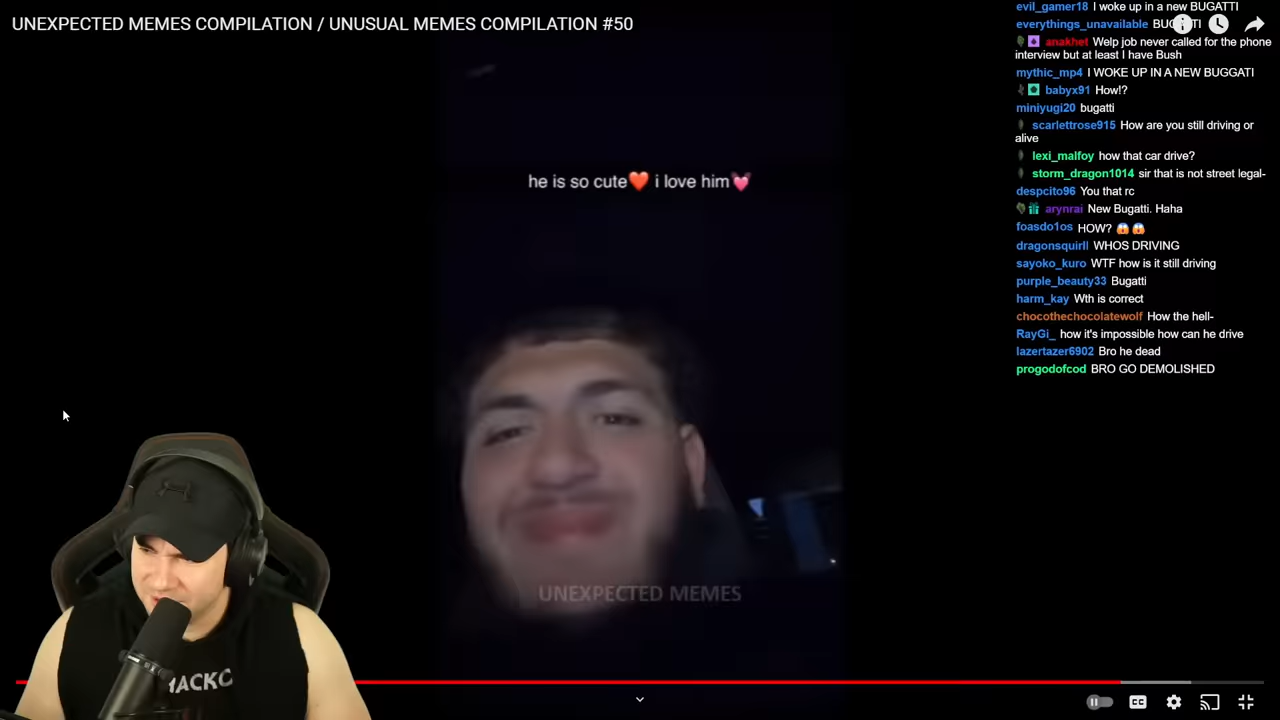 UNEXPECTED MEMES COMPILATION / UNUSUAL MEMES COMPILATION #50
he is so cute❤️ i love him💓
UNEXPECTED MEMES
evil_gamer18 I woke up in a new BUGATTI
everythings_unavailable BUGATTI
anakhet Welp job never called for the phone
interview but at least I have Bush
mythic_mp4 I WOKE UP IN A NEW BUGGATI
babyx91 How!?
miniyugi20 bugatti
scarlettrose915 How are you still driving or
alive
lexi_malfoy how that car drive?
storm_dragon1014 sir that is not street legal-
despcito96 You that rc
arynrai New Bugatti. Haha
foasdo1os HOW? 😱😱
dragonsquirll WHOS DRIVING
sayoko_kuro WTF how is it still driving
purple_beauty33 Bugatti
harm_kay Wth is correct
chocothechocolatewolf How the hell-
RayGi_ how it's impossible how can he drive
lazertazer6902 Bro he dead
progodofcod BRO GO DEMOLISHED
CC